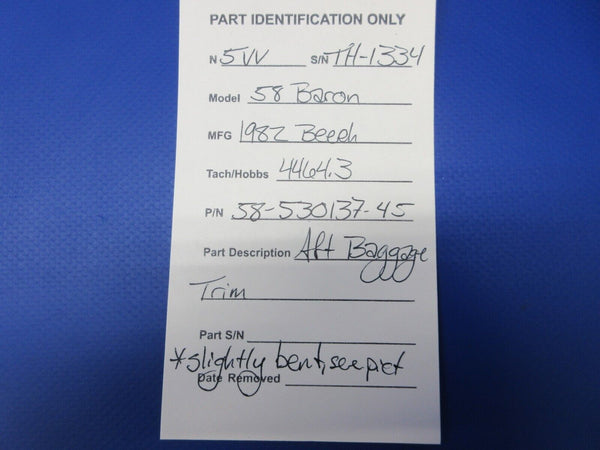 PART IDENTIFICATION ONLY
N 5VV S/N TH-1334
Model 58 Baron
MFG 1982 Beech
Tach/Hobbs 4464.3
P/N 58-530137-45
Part Description Aft Baggage
Trim
Part S/N
*slightly bent, see pict
Date Removed